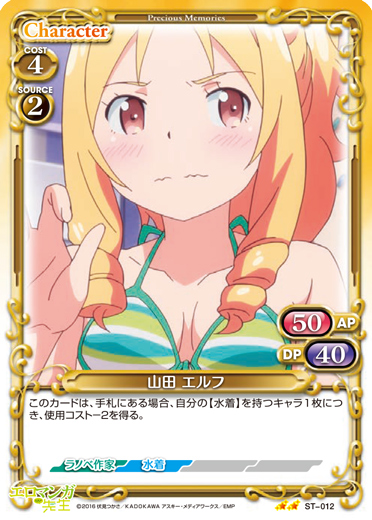 Precious Memories
Character
COST
4
SOURCE
2
50 AP
DP 40
山田 エルフ
このカードは、手札にある場合、自分の【水着】を持つキャラ1枚につ
き、使用コスト−2を得る。
ラノベ作家 水着
エロマンガ
先生
ST-012
©2016 伏見つかさ/KADOKAWA アスキー・メディアワークス/EMP